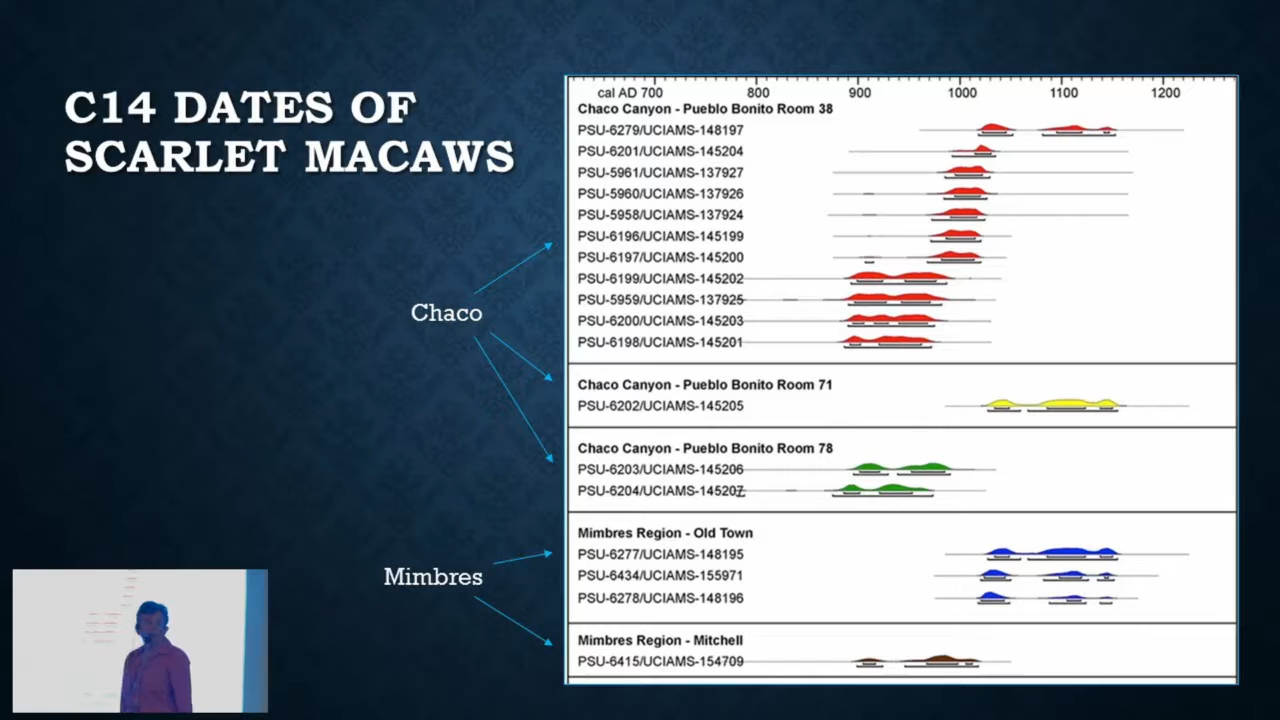 C14 DATES OF
SCARLET MACAWS
Chaco
Mimbres
cal AD 700 800 900 1000 1100 1200
Chaco Canyon - Pueblo Bonito Room 38
PSU-6279/UCIAMS-148197
PSU-6201/UCIAMS-145204
PSU-5961/UCIAMS-137927
PSU-5960/UCIAMS-137926
PSU-5958/UCIAMS-137924
PSU-6196/UCIAMS-145199
PSU-6197/UCIAMS-145200
PSU-6199/UCIAMS-145202
PSU-5959/UCIAMS-137925
PSU-6200/UCIAMS-145203
PSU-6198/UCIAMS-145201
Chaco Canyon - Pueblo Bonito Room 71
PSU-6202/UCIAMS-145205
Chaco Canyon - Pueblo Bonito Room 78
PSU-6203/UCIAMS-145206
PSU-6204/UCIAMS-145207
Mimbres Region - Old Town
PSU-6277/UCIAMS-148195
PSU-6434/UCIAMS-155971
PSU-6278/UCIAMS-148196
Mimbres Region - Mitchell
PSU-6415/UCIAMS-154709